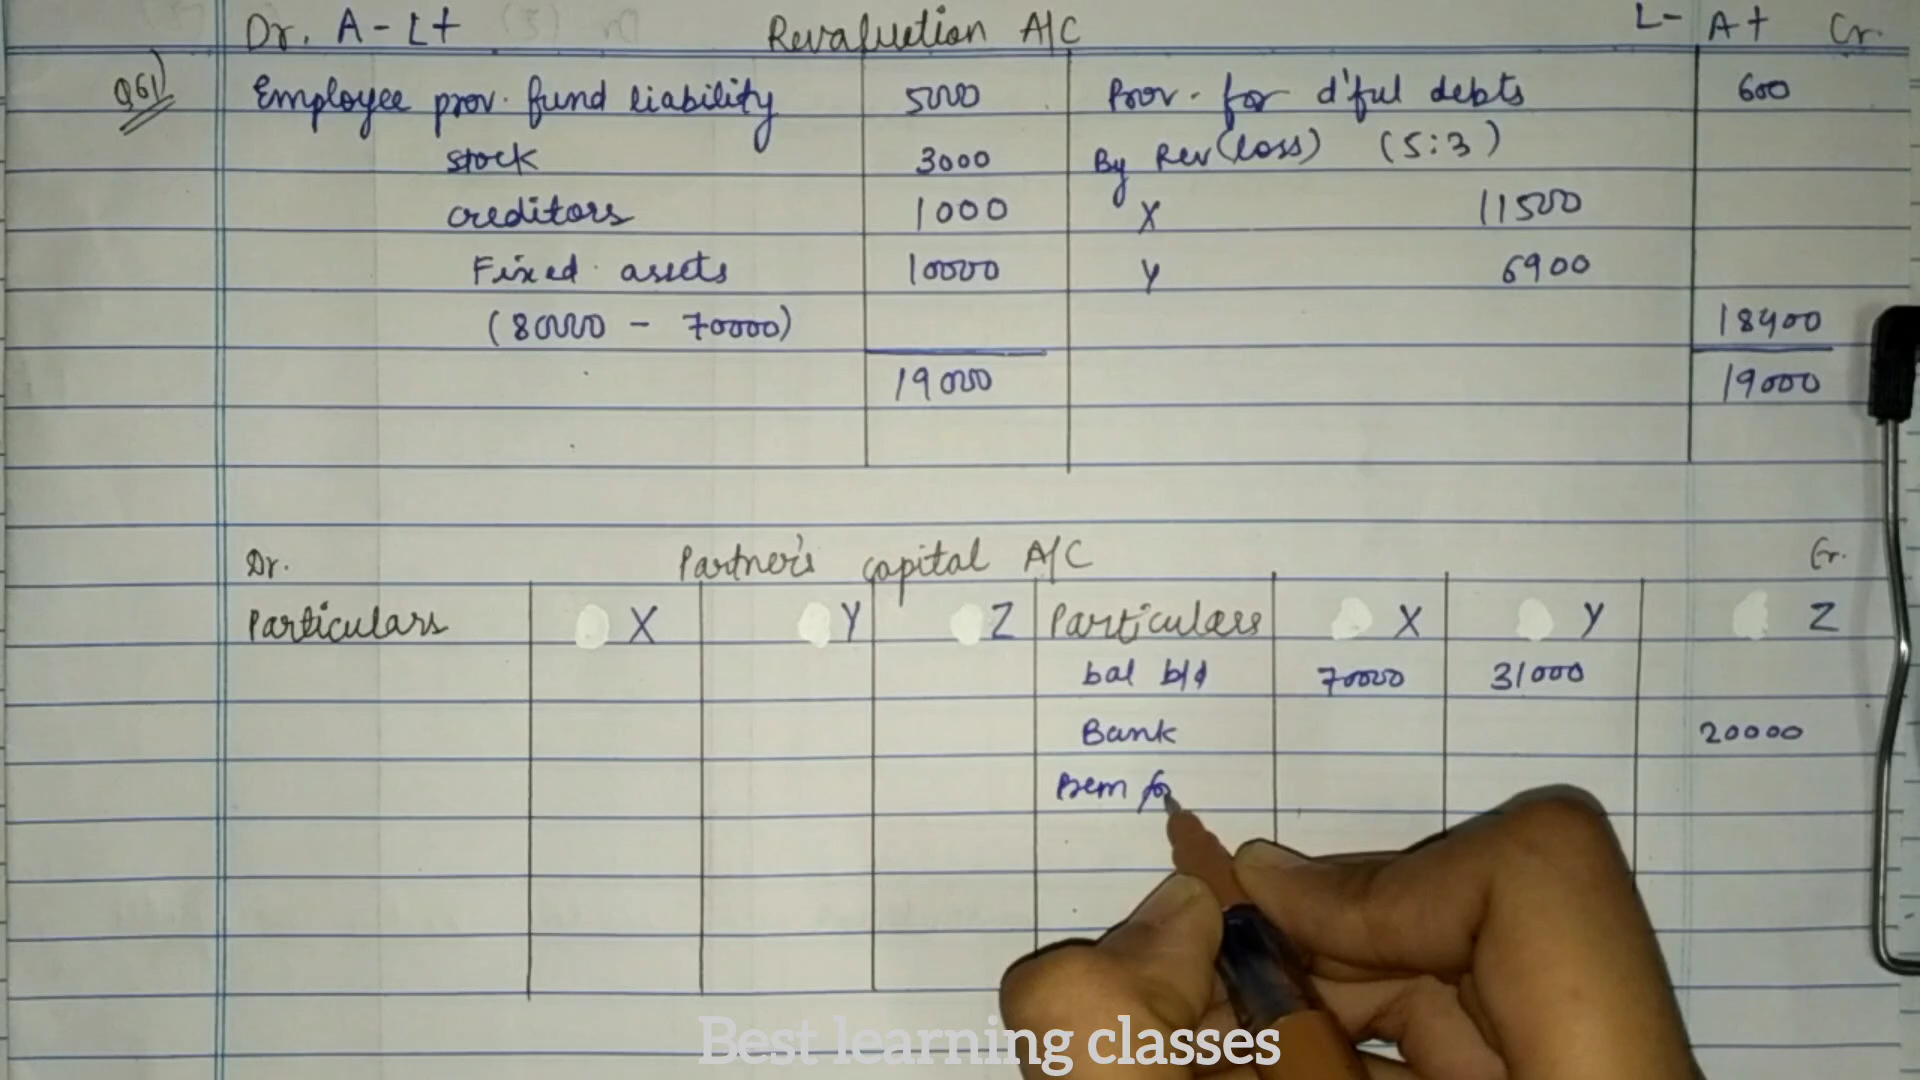 Dr. A - L+ Revaluation A/C L- A+ Cr.
Q61) Employee prov. fund liability 5000 Prov. for d'ful debts 600
stock 3000 By Rev (loss) (5:3)
creditors 1000 X 11500
Fixed assets 10000 Y 6900
(80000 - 70000) 18400
19000 19000
Dr. Partner's capital A/C Cr.
Particulars X Y Z Particulars X Y Z
bal b/d 70000 31000
Bank 20000
Prem fo
Best learning classes